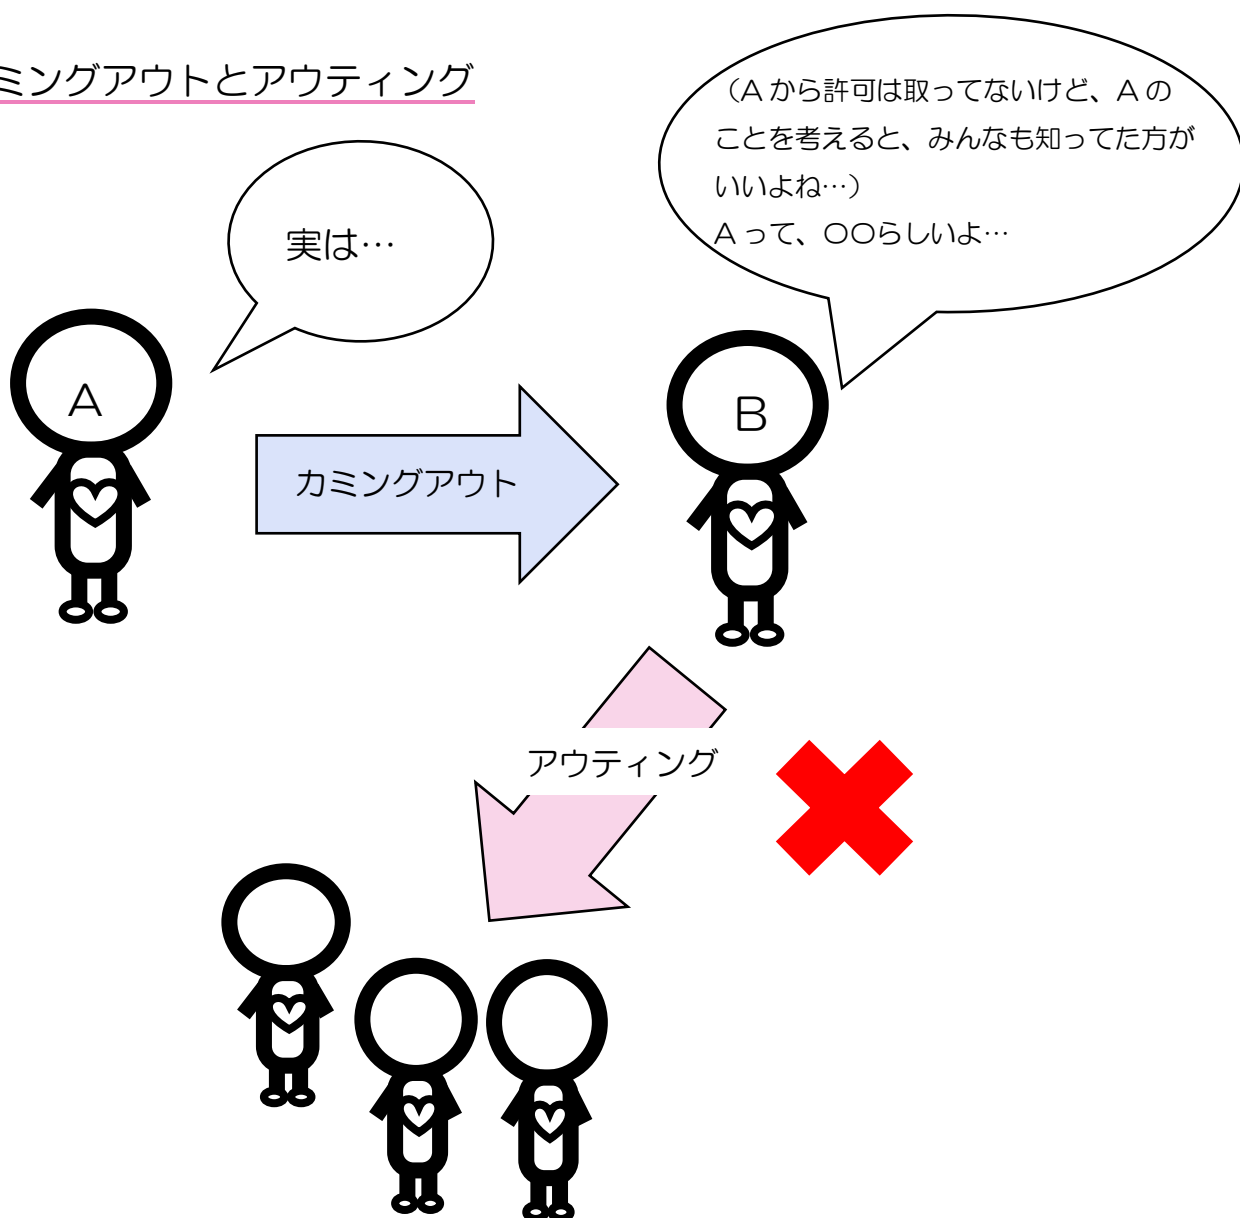 ミングアウトとアウティング
（A から許可は取ってないけど、A の
ことを考えると、みんなも知ってた方が
いいよね…）
A って、〇〇らしいよ…
実は…
A
B
カミングアウト
アウティング